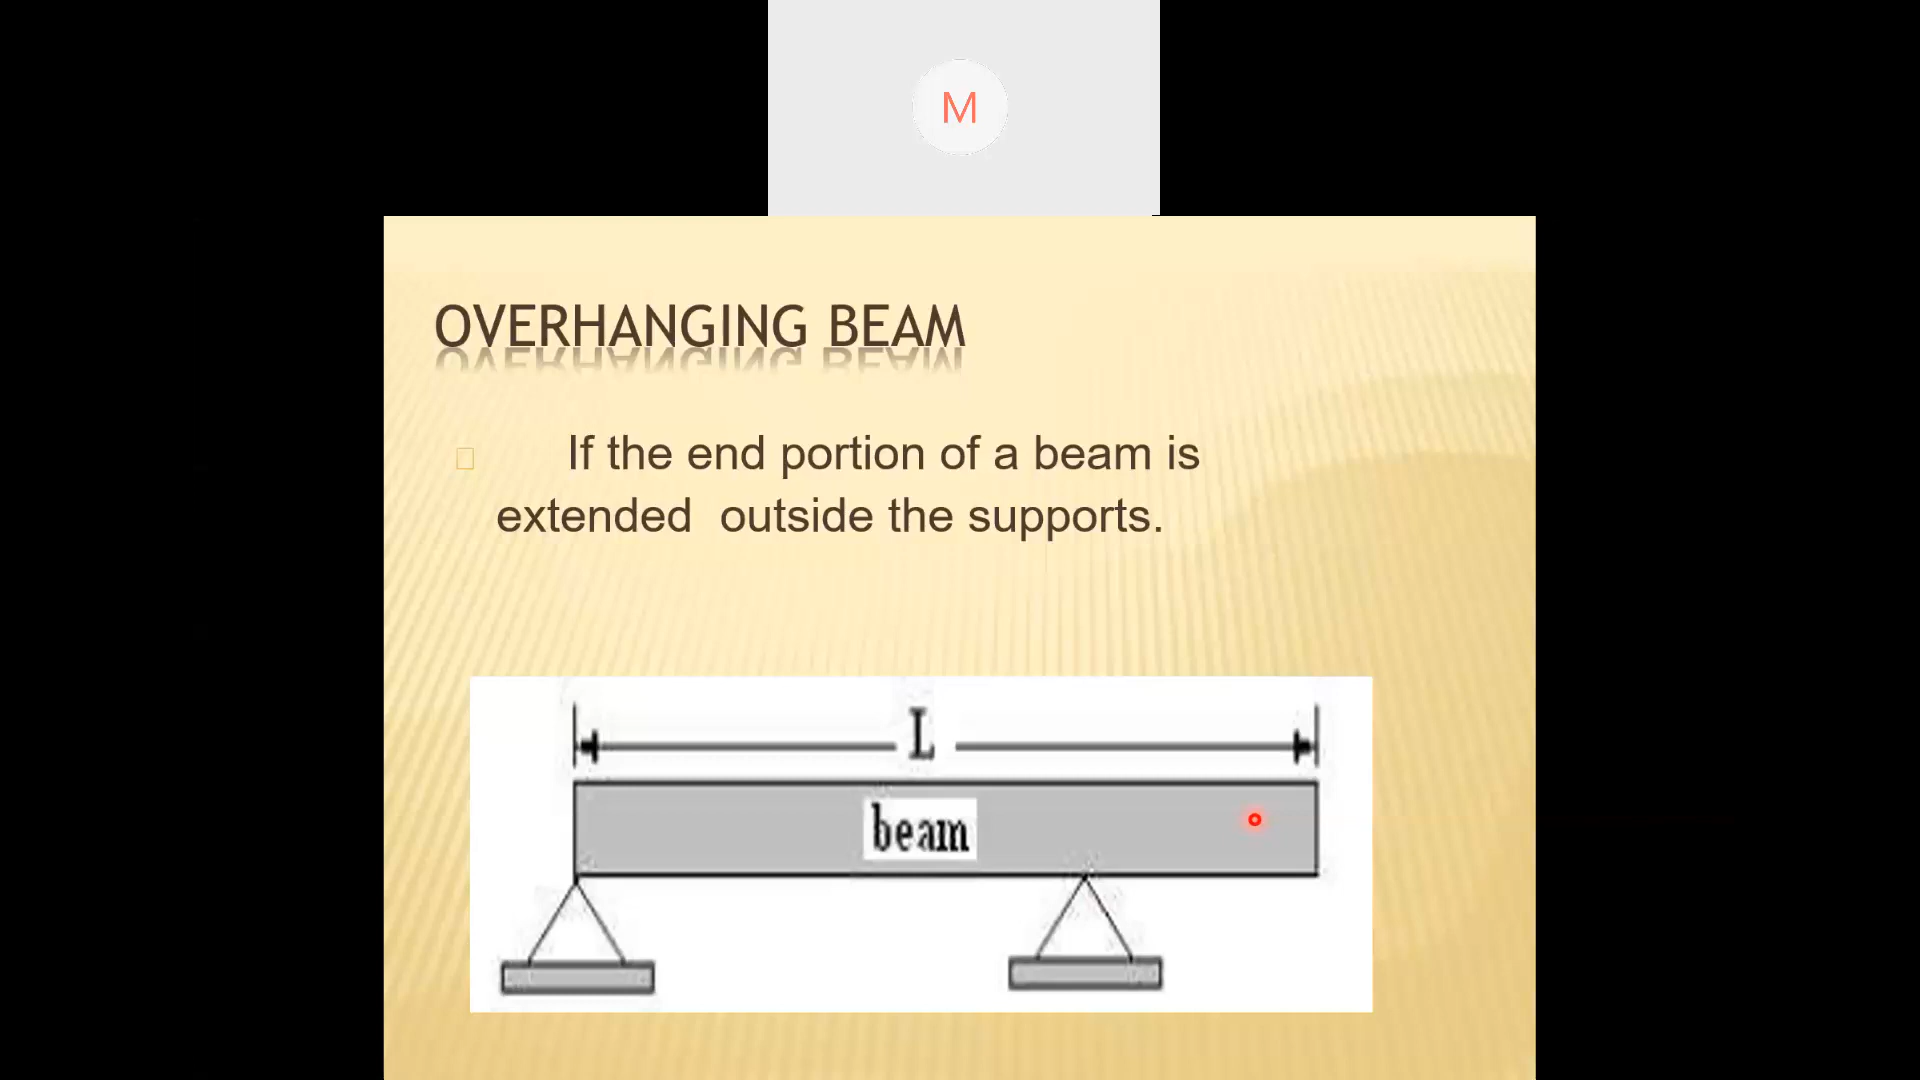 M
OVERHANGING BEAM
If the end portion of a beam is
extended outside the supports.
L
beam